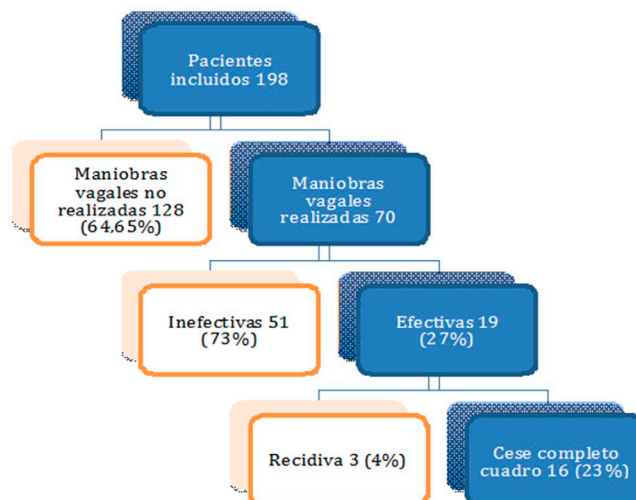 Pacientes
incluidos 198
Maniobras
vagales no
realizadas 128
(64,65%)
Maniobras
vagales
realizadas 70
Inefectivas 51
(73%)
Efectivas 19
(27%)
Recidiva 3 (4%)
Cese completo
cuadro 16 (23%)